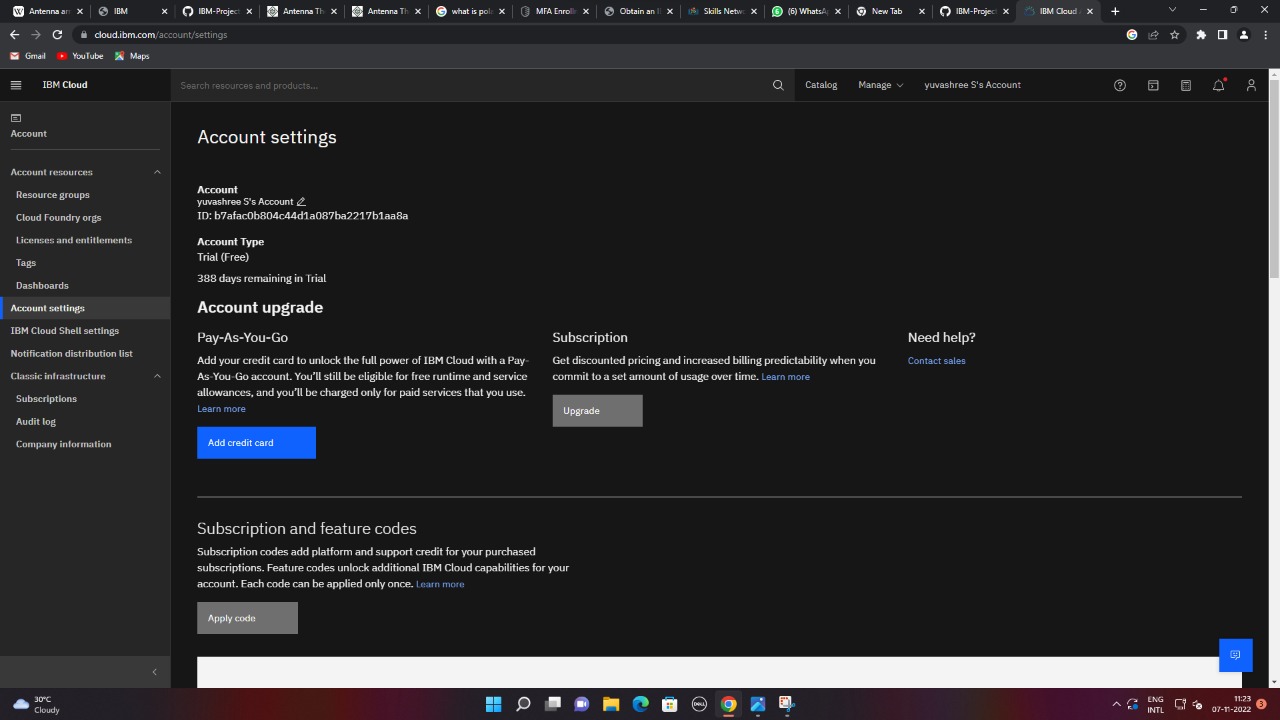 Antenna an
IBM
IBM-Project
Antenna Th
Antenna Th
what is pola
MFA Enroll
Obtain an I
Skills Netwo
(6) WhatsA
New Tab
IBM-Project
IBM Cloud
cloud.ibm.com/account/settings
Gmail
YouTube
Maps
IBM Cloud
Search resources and products...
Catalog
Manage
yuvashree S's Account
Account
Account resources
Resource groups
Cloud Foundry orgs
Licenses and entitlements
Tags
Dashboards
Account settings
IBM Cloud Shell settings
Notification distribution list
Classic infrastructure
Subscriptions
Audit log
Company information
Account settings
Account
yuvashree S's Account
ID: b7afac0b804c44d1a087ba2217b1aa8a
Account Type
Trial (Free)
388 days remaining in Trial
Account upgrade
Pay-As-You-Go
Add your credit card to unlock the full power of IBM Cloud with a Pay-
As-You-Go account. You’ll still be eligible for free runtime and service
allowances, and you’ll be charged only for paid services that you use.
Learn more
Add credit card
Subscription
Get discounted pricing and increased billing predictability when you
commit to a set amount of usage over time. Learn more
Upgrade
Need help?
Contact sales
Subscription and feature codes
Subscription codes add platform and support credit for your purchased
subscriptions. Feature codes unlock additional IBM Cloud capabilities for your
account. Each code can be applied only once. Learn more
Apply code
30°C
Cloudy
DELL
ENG
INTL
11:23
07-11-2022
3